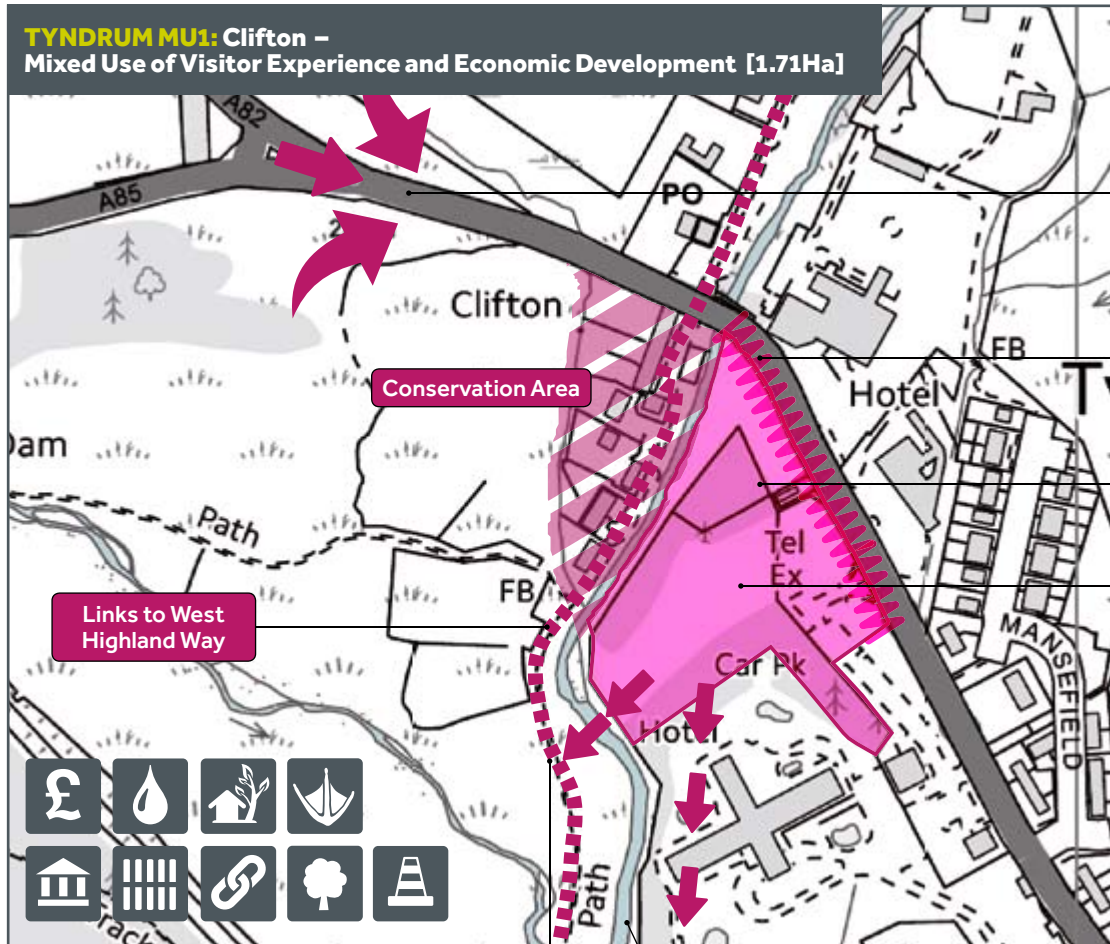 TYNDRUM MU1: Clifton –
Mixed Use of Visitor Experience and Economic Development [1.71Ha]
A82
A85
PO
Clifton
FB
Hotel
Conservation Area
Path
Tel
Ex
FB
Links to West
Highland Way
MANSEFIELD
Car Pk
Hotel
£
Path